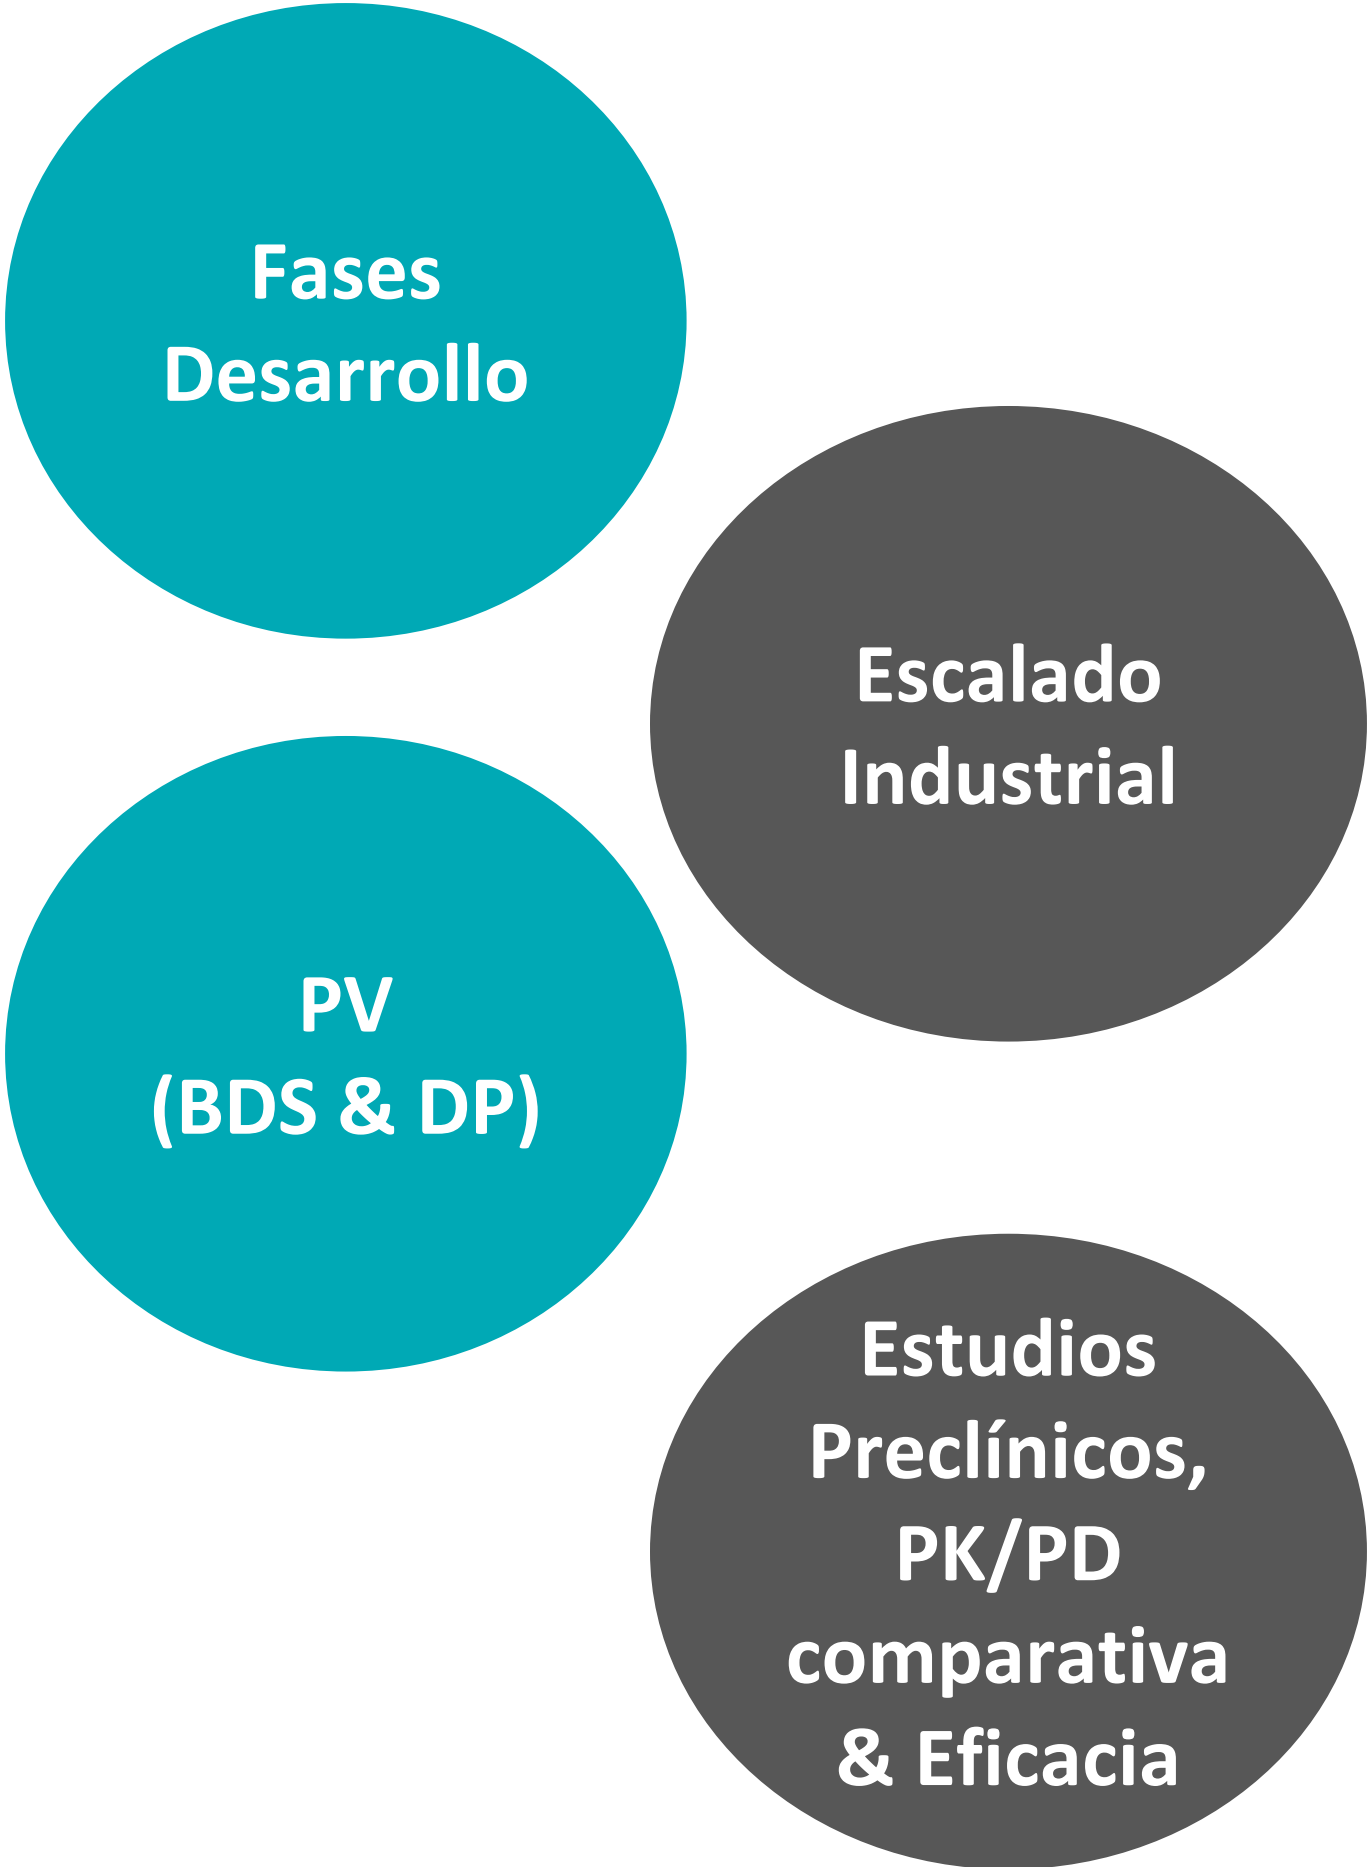 Fases
Desarrollo
Escalado
Industrial
PV
(BDS & DP)
Estudios
Preclínicos,
PK/PD
comparativa
& Eficacia